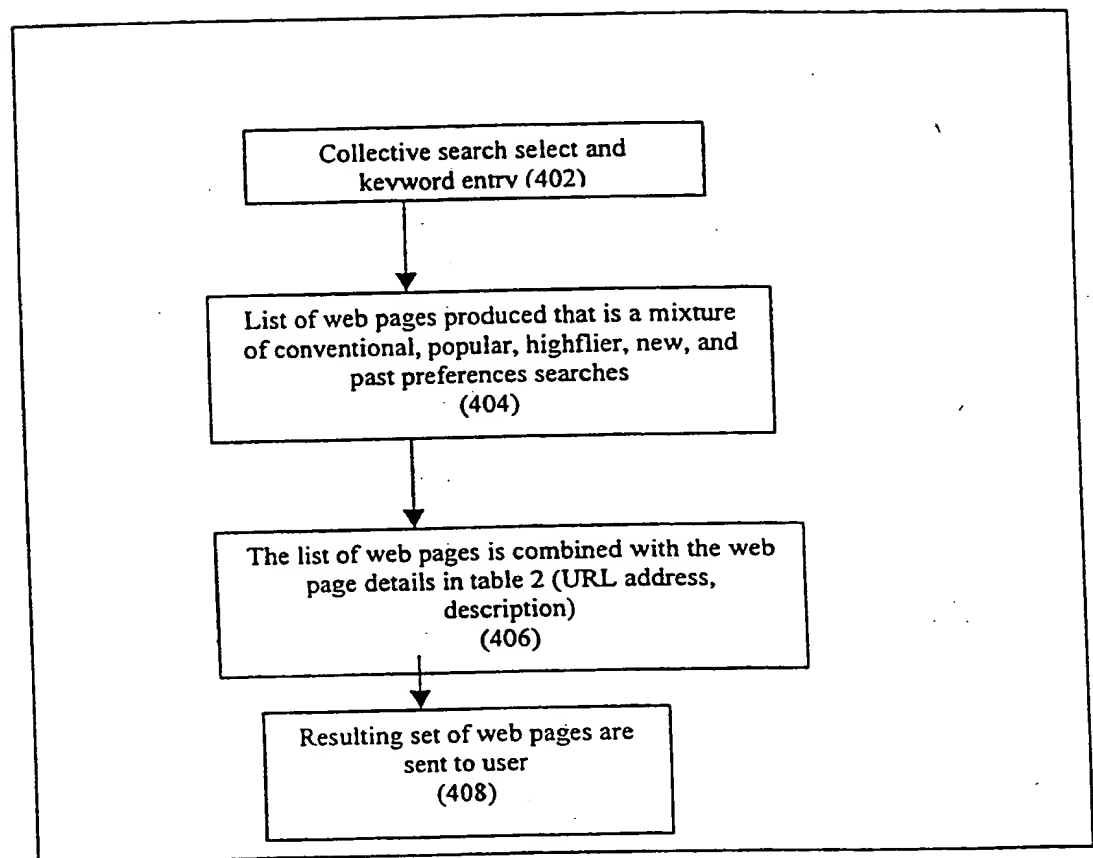 Collective search select and
keyword entry (402)
List of web pages produced that is a mixture
of conventional, popular, highflier, new, and
past preferences searches
(404)
The list of web pages is combined with the web
page details in table 2 (URL address,
description)
(406)
Resulting set of web pages are
sent to user
(408)